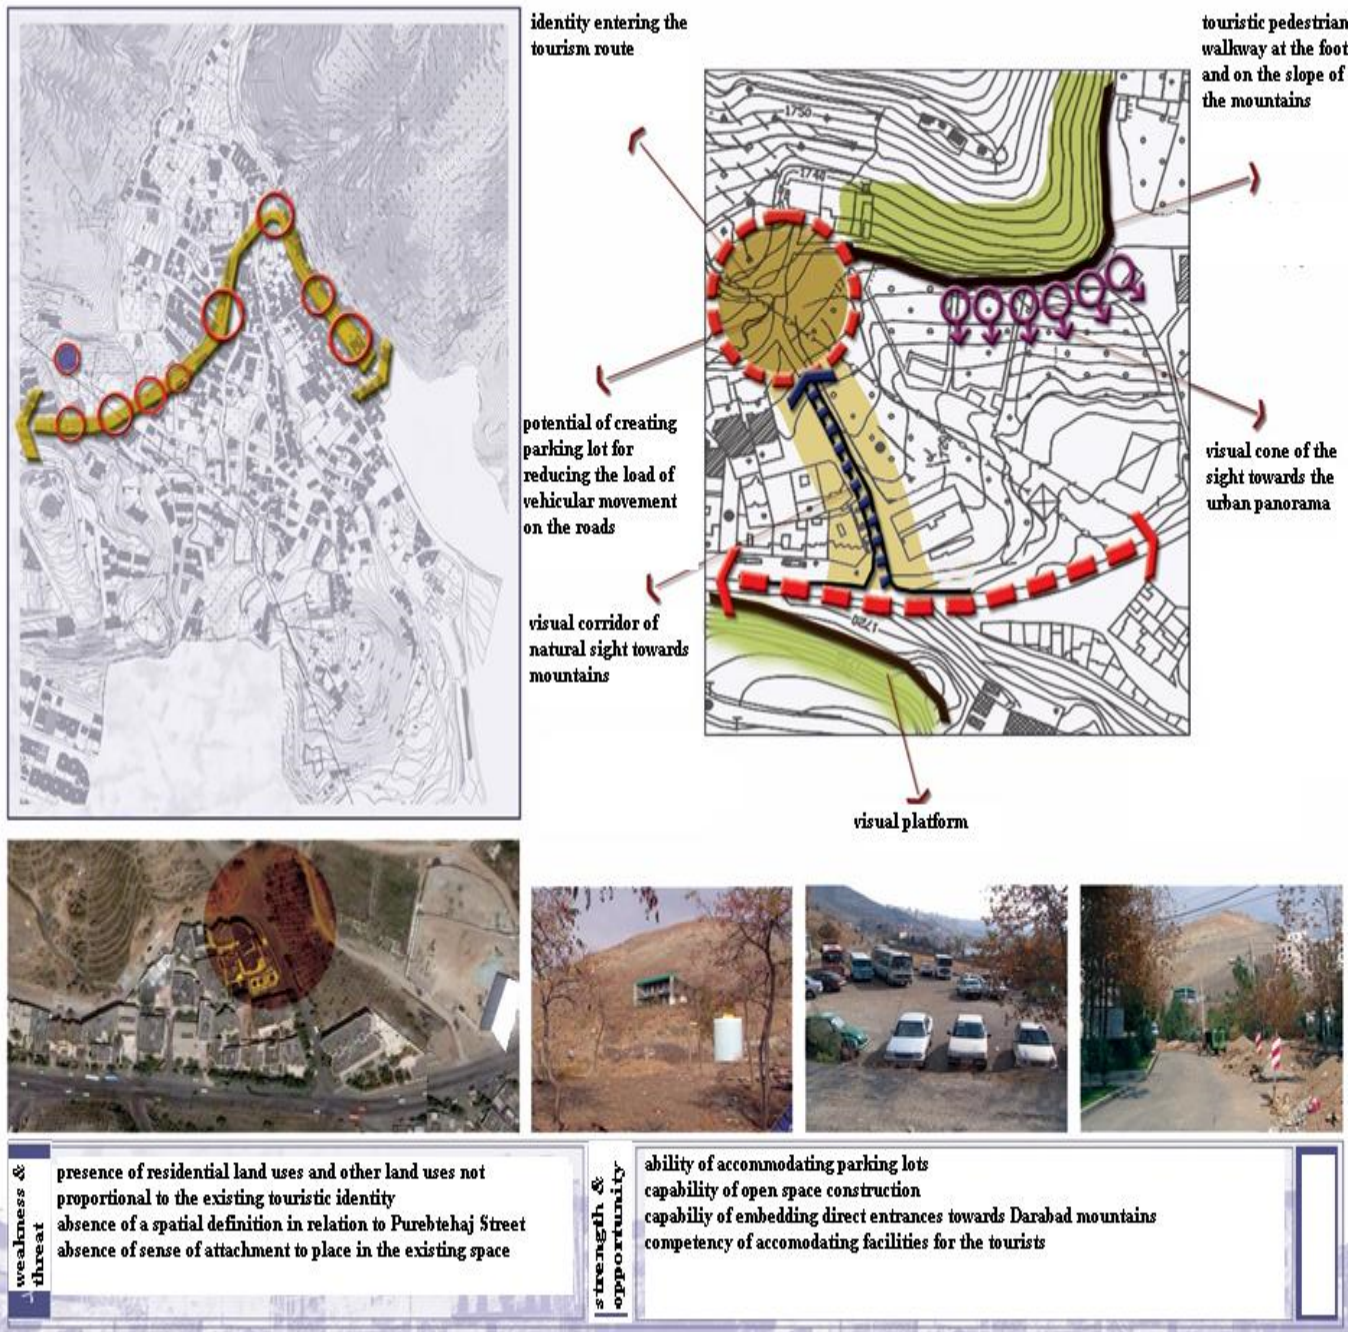 identity entering the
tourism route
touristic pedestrian
walkway at the foot
and on the slope of
the mountains
1750
1740
potential of creating
parking lot for
reducing the load of
vehicular movement
on the roads
visual cone of the
sight towards the
urban panorama
visual corridor of
natural sight towards
mountains
1720
visual platform
weakness &
threat
presence of residential land uses and other land uses not
proportional to the existing touristic identity
absence of a spatial definition in relation to Purebtehaj Street
absence of sense of attachment to place in the existing space
strength &
opportunity
ability of accommodating parking lots
capability of open space construction
capabiliy of embedding direct entrances towards Darabad mountains
competency of accomodating facilities for the tourists